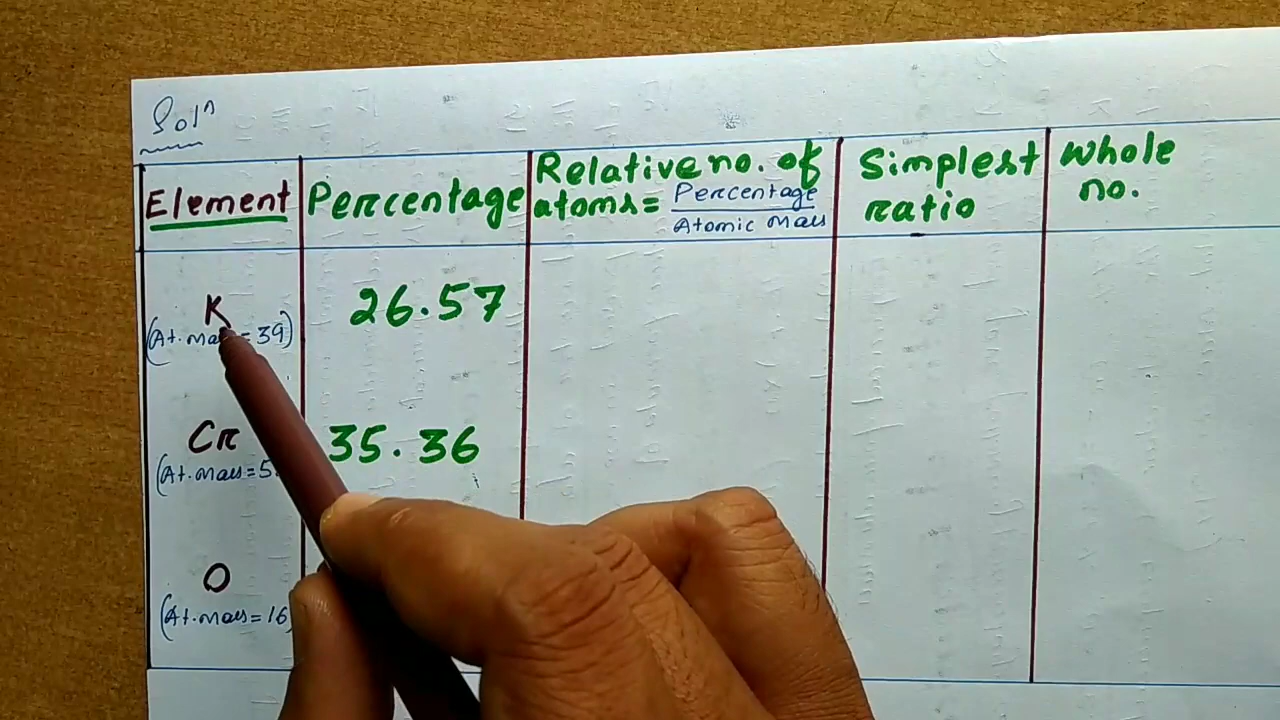 Solⁿ
Element Percentage Relative no. of atoms = Percentage / Atomic Mass Simplest ratio Whole no.
K 26.57
(At. mass = 39)
Cr 35.36
(At. mass = 5
O
(At. mass = 16